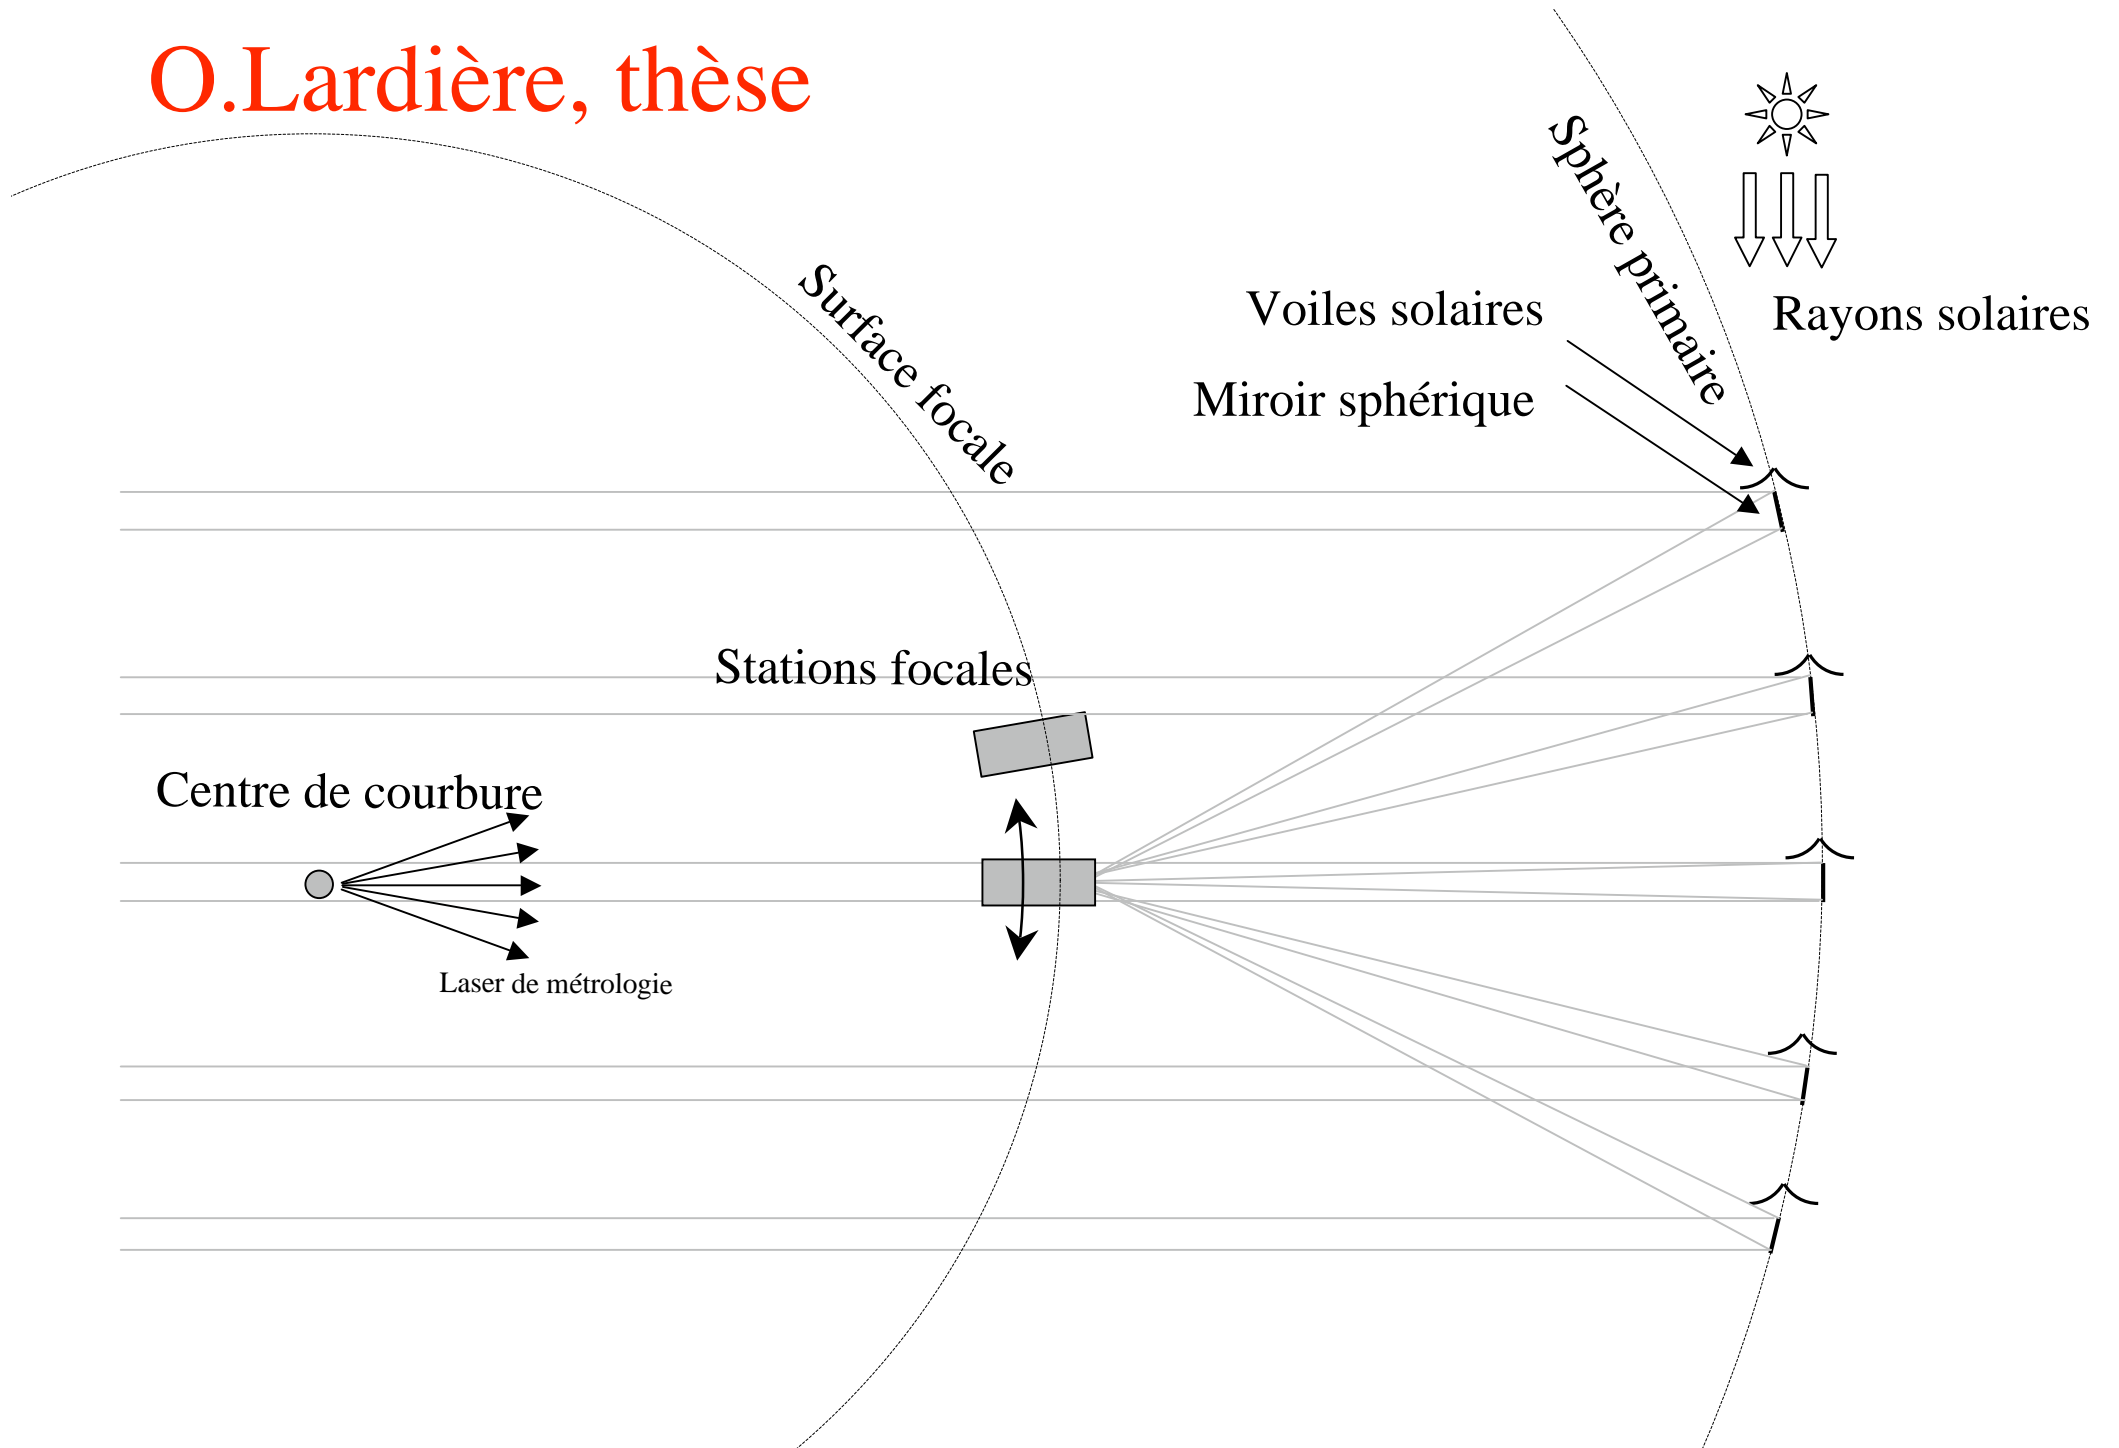 O.Lardière, thèse
Sphère primaire
Surface focale
Voiles solaires
Rayons solaires
Miroir sphérique
Stations focales
Centre de courbure
Laser de métrologie